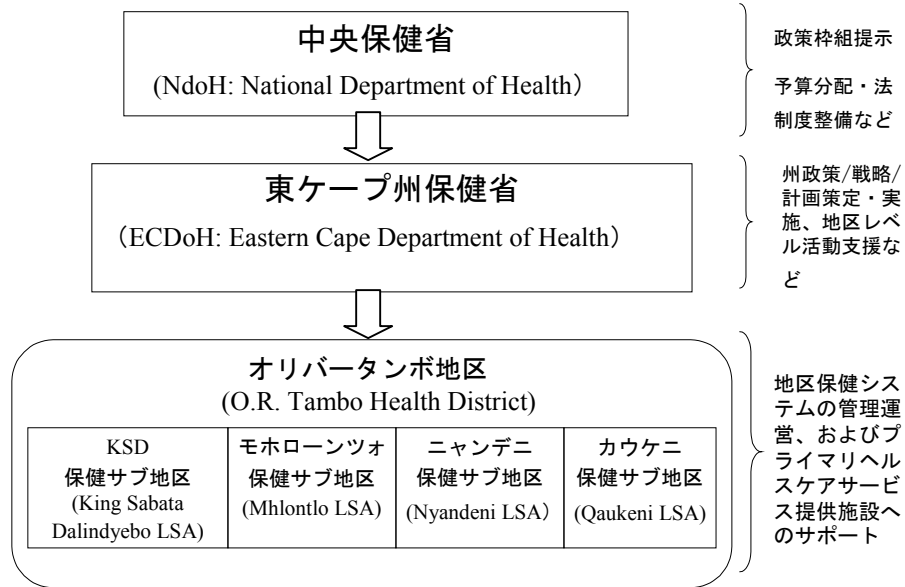 中央保健省
(NdoH: National Department of Health）
政策枠組提示
予算分配・法
制度整備など
東ケープ州保健省
（ECDoH: Eastern Cape Department of Health）
州政策/戦略/
計画策定・実
施、地区レベ
ル活動支援な
ど
オリバータンボ地区
(O.R. Tambo Health District)
KSD
保健サブ地区
(King Sabata
Dalindyebo LSA)
モホローンツォ
保健サブ地区
(Mhlontlo LSA)
ニャンデニ
保健サブ地区
(Nyandeni LSA）
カウケニ
保健サブ地区
(Qaukeni LSA)
地区保健シス
テムの管理運
営、およびプ
ライマリヘル
スケアサービ
ス提供施設へ
のサポート